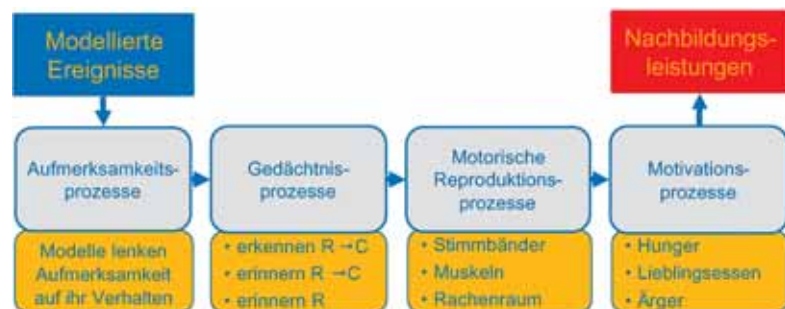 Modellierte
Ereignisse
Nachbildungs-
leistungen
Aufmerksamkeits-
prozesse
Gedächtnis-
prozesse
Motorische
Reproduktions-
prozesse
Motivations-
prozesse
Modelle lenken
Aufmerksamkeit
auf ihr Verhalten
• erkennen R →C
• erinnern R →C
• erinnern R
• Stimmbänder
• Muskeln
• Rachenraum
• Hunger
• Lieblingsessen
• Ärger